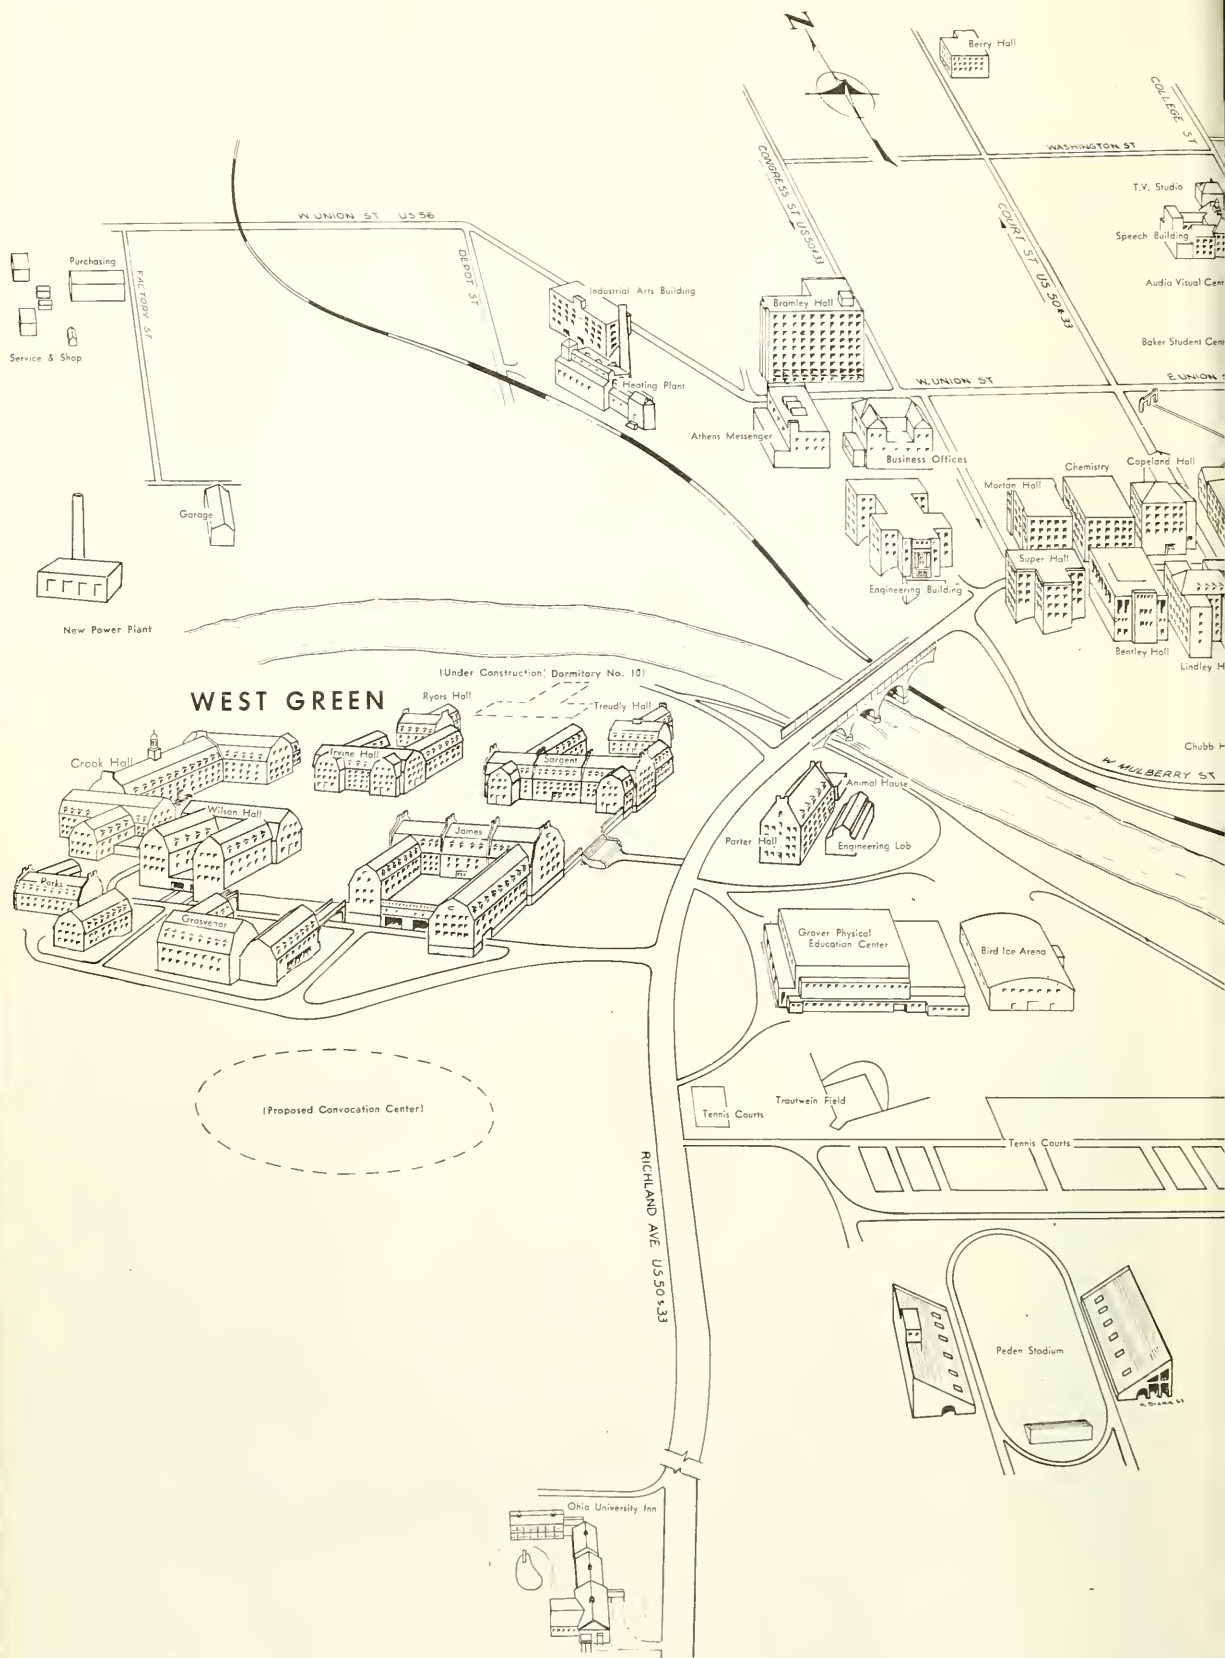 N
Berry Hall
COLLEGE ST
WASHINGTON ST
CONGRESS ST US 50&33
T.V. Studio
COURT ST US 50&33
W UNION ST US 56
Speech Building
DEPOT ST
Purchasing
FACTORY ST
Industrial Arts Building
Audio Visual Cent
Bromley Hall
Baker Student Cent
Service & Shop
Heating Plant
W. UNION ST
E UNION S
Athens Messenger
Business Offices
Chemistry
Copeland Hall
Morton Hall
Garage
Super Hall
Engineering Building
New Power Plant
Bentley Hall
Lindley H
(Under Construction, Dormitory No. 10)
WEST GREEN
Ryors Hall
Treudly Hall
Chubb H
Irvine Hall
Sargent
Crook Hall
W MULBERRY ST
Animal House
Wilson Hall
James
Porter Hall
Engineering Lab
Parks
Grosvenor
Grover Physical
Education Center
Bird Ice Arena
(Proposed Convocation Center)
Tennis Courts
Trautwein Field
Tennis Courts
RICHLAND AVE US 50 & 33
Peden Stadium
Ohio University Inn